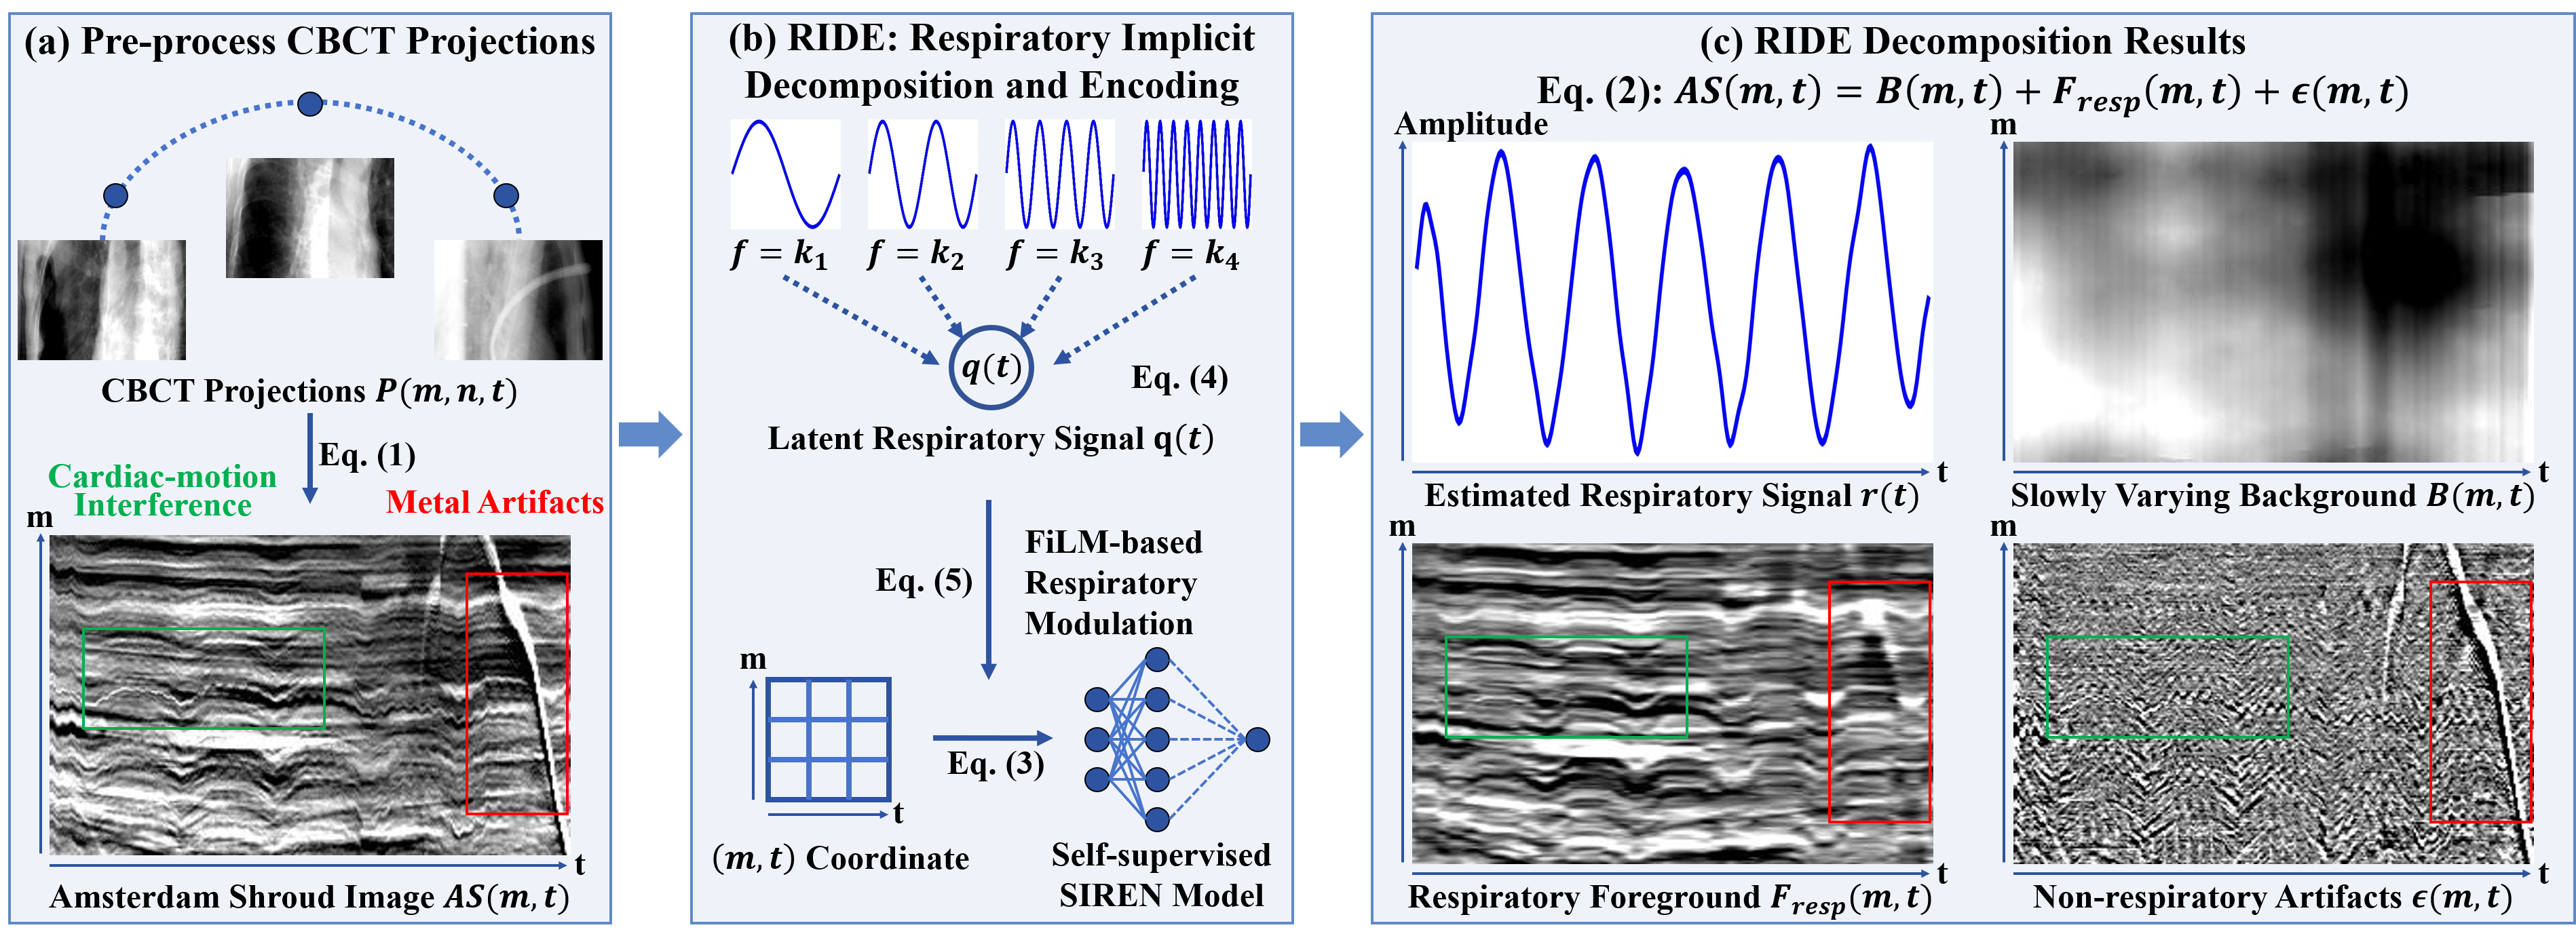 (a) Pre-process CBCT Projections
CBCT Projections P(m, n, t)
Eq. (1)
Cardiac-motion
Interference
Metal Artifacts
m
t
Amsterdam Shroud Image AS(m, t)
(b) RIDE: Respiratory Implicit
Decomposition and Encoding
f = k₁
f = k₂
f = k₃
f = k₄
q(t)
Eq. (4)
Latent Respiratory Signal q(t)
Eq. (5)
FiLM-based
Respiratory
Modulation
m
t
Eq. (3)
(m, t) Coordinate
Self-supervised
SIREN Model
(c) RIDE Decomposition Results
Eq. (2): AS(m, t) = B(m, t) + F_resp(m, t) + ϵ(m, t)
Amplitude
t
Estimated Respiratory Signal r(t)
m
t
Slowly Varying Background B(m, t)
m
t
Respiratory Foreground F_resp(m, t)
m
t
Non-respiratory Artifacts ϵ(m, t)